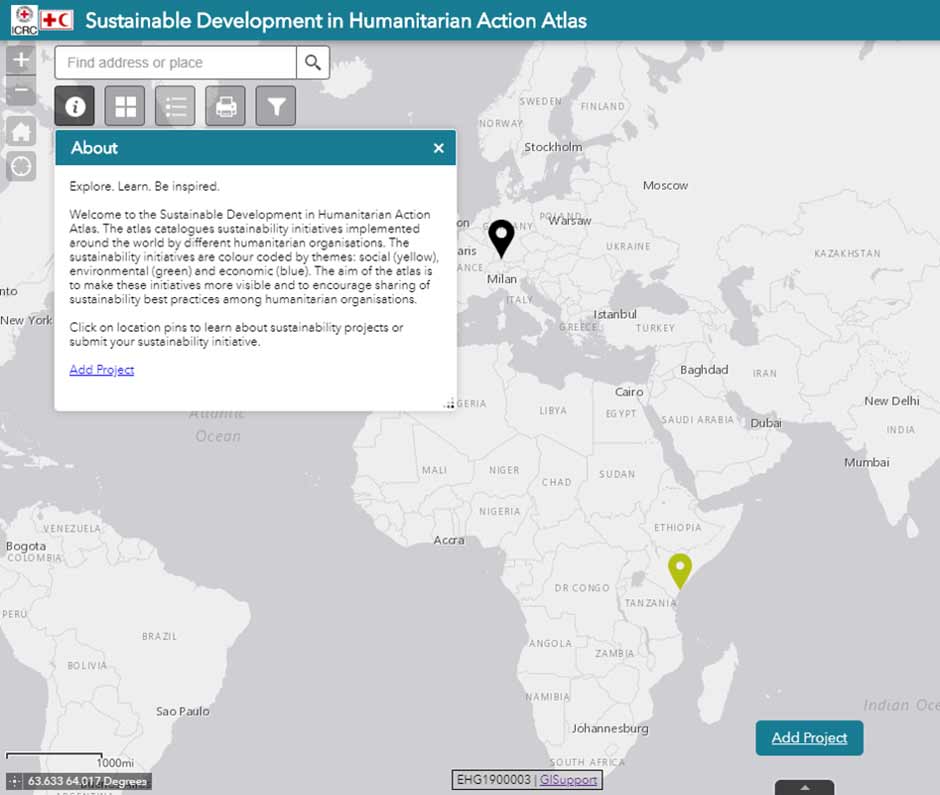 ICRC
Sustainable Development in Humanitarian Action Atlas
Find address or place
About
Explore. Learn. Be inspired.
Welcome to the Sustainable Development in Humanitarian Action
Atlas. The atlas catalogues sustainability initiatives implemented
around the world by different humanitarian organisations. The
sustainability initiatives are colour coded by themes: social (yellow),
environmental (green) and economic (blue). The aim of the atlas is
to make these initiatives more visible and to encourage sharing of
sustainability best practices among humanitarian organisations.
Click on location pins to learn about sustainability projects or
submit your sustainability initiative.
Add Project
SWEDEN
FINLAND
NORWAY
Stockholm
Moscow
on
ANY
POLAND
Warsaw
aris
UKRAINE
KAZAKHSTAN
ANCE
Milan
nto
ITALY
New York
Istanbul
GREECE
TURKEY
Baghdad
IRAN
Cairo
New Delhi
GERIA
LIBYA
EGYPT
SAUDI ARABIA
Dubai
INDIA
Atlantic
Ocean
Mumbai
MALI
NIGER
CHAD
SUDAN
NIGERIA
ETHIOPIA
VENEZUELA
Accra
Bogota
COLOMBIA
DR CONGO
TANZANIA
PERU
BRAZIL
ANGOLA
ZAMBIA
BOLIVIA
NAMIBIA
Indian Oce
Sao Paulo
Johannesburg
Add Project
SOUTH AFRICA
1000mi
63.633 64.017 Degrees
EHG1900003 | GISupport